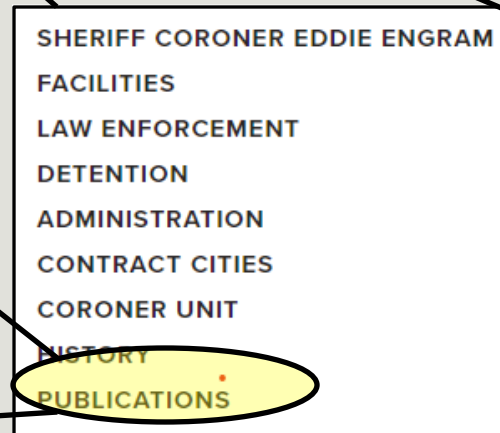 SHERIFF CORONER EDDIE ENGRAM
FACILITIES
LAW ENFORCEMENT
DETENTION
ADMINISTRATION
CONTRACT CITIES
CORONER UNIT
HISTORY
PUBLICATIONS